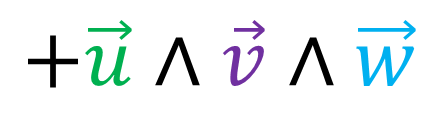 +u⃗ ∧ v⃗ ∧ w⃗